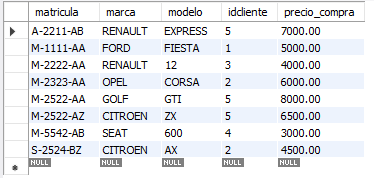 matricula marca modelo idcliente precio_compra
A-2211-AB RENAULT EXPRESS 5 7000.00
M-1111-AA FORD FIESTA 1 5000.00
M-2222-AA RENAULT 12 3 4000.00
M-2323-AA OPEL CORSA 2 6000.00
M-2522-AA GOLF GTI 5 8000.00
M-2522-AZ CITROEN ZX 5 6500.00
M-5542-AB SEAT 600 4 3000.00
S-2524-BZ CITROEN AX 2 4500.00
NULL NULL NULL NULL NULL